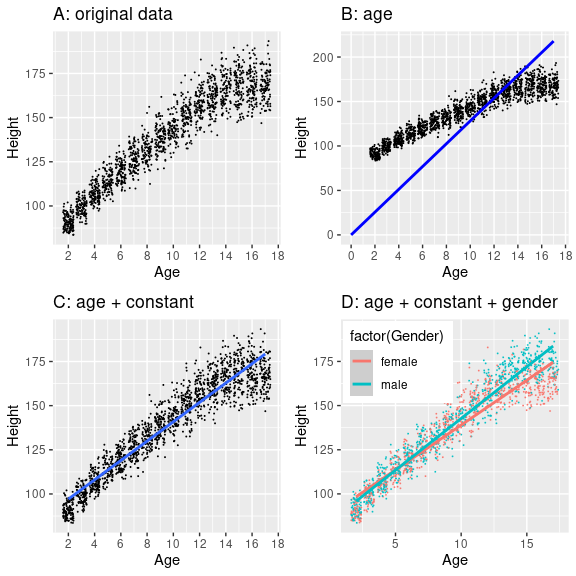 A: original data
Height
175
150
125
100
2 4 6 8 10 12 14 16 18
Age
B: age
Height
200
150
100
50
0
0 2 4 6 8 10 12 14 16 18
Age
C: age + constant
Height
175
150
125
100
2 4 6 8 10 12 14 16 18
Age
D: age + constant + gender
factor(Gender)
female
male
Height
175
150
125
100
5 10 15
Age